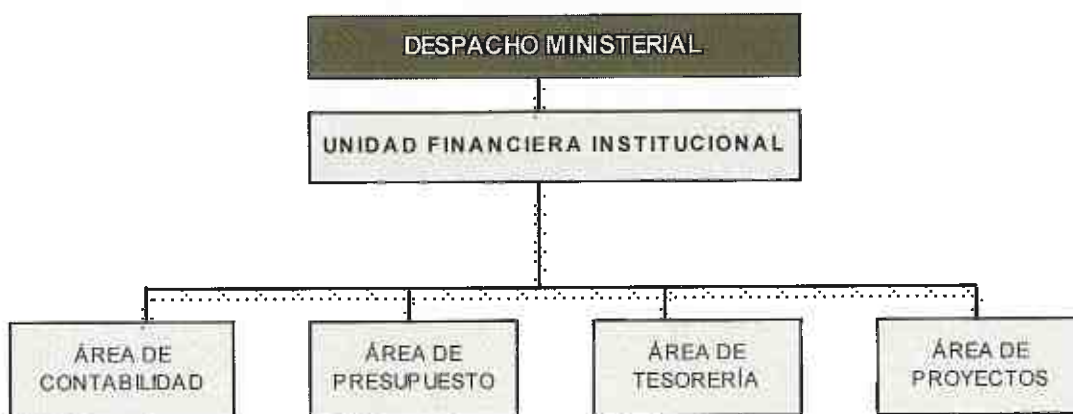 DESPACHO MINISTERIAL
UNIDAD FINANCIERA INSTITUCIONAL
ÁREA DE
CONTABILIDAD
ÁREA DE
PRESUPUESTO
ÁREA DE
TESORERÍA
ÁREA DE
PROYECTOS